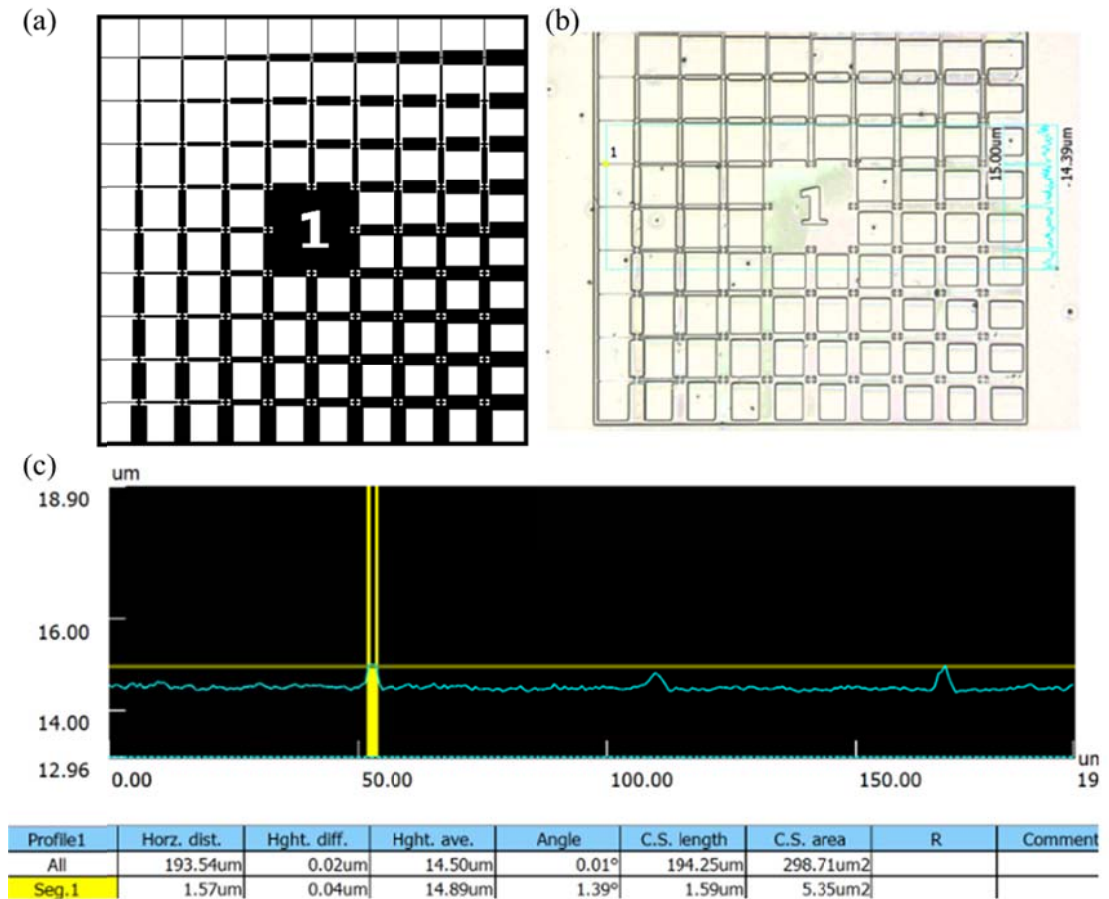 (a)
1
(b)
1
15.00um
-14.39um
1
(c)
um
18.90
16.00
14.00
12.96
0.00 50.00 100.00 150.00 19
um
Profile1 Horz. dist. Hght. diff. Hght. ave. Angle C.S. length C.S. area R Comment
All 193.54um 0.02um 14.50um 0.01° 194.25um 298.71um2
Seg.1 1.57um 0.04um 14.89um 1.39° 1.59um 5.35um2